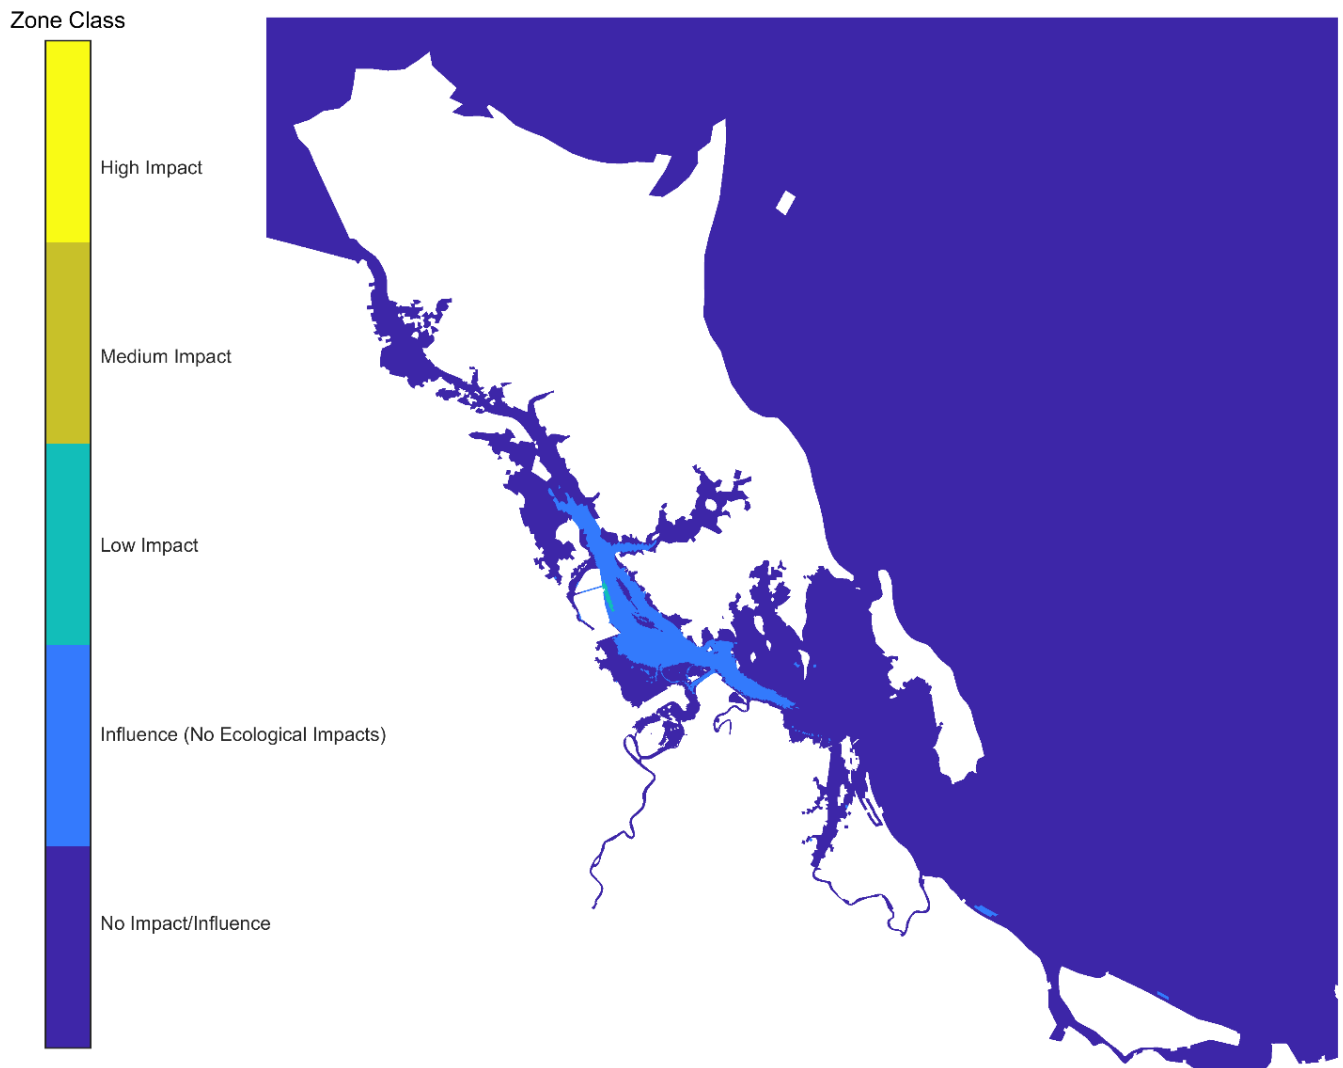 Zone Class
High Impact
Medium Impact
Low Impact
Influence (No Ecological Impacts)
No Impact/Influence